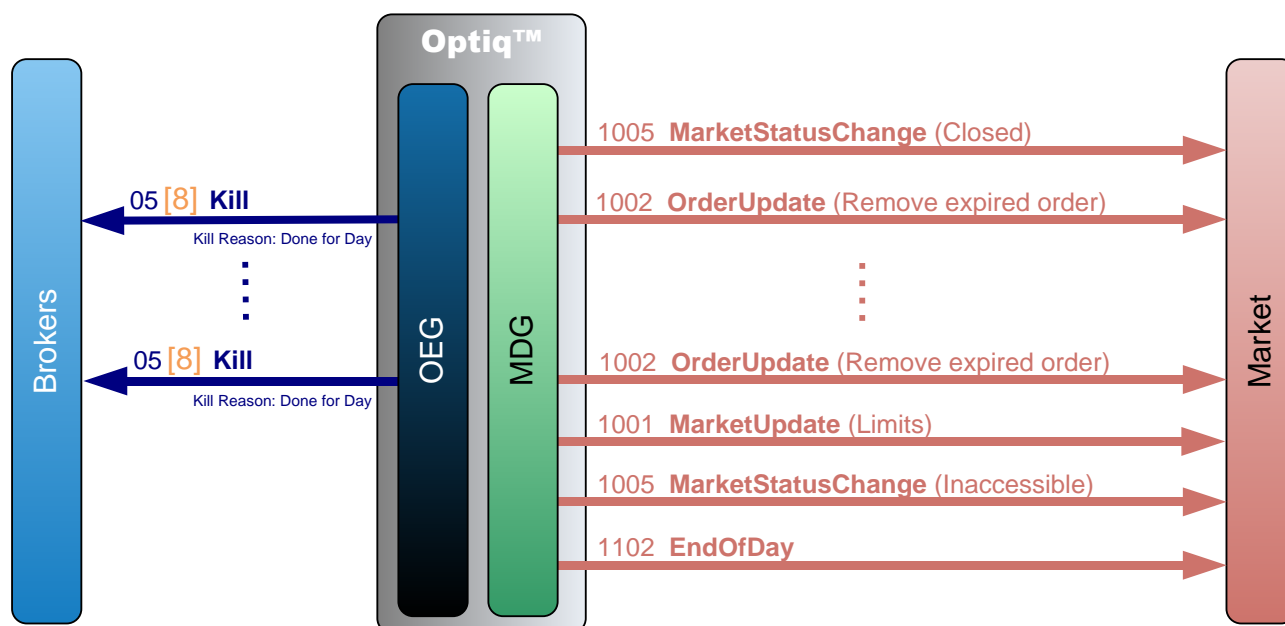 Optiq™
1005 MarketStatusChange (Closed)
05 [8] Kill
1002 OrderUpdate (Remove expired order)
Kill Reason: Done for Day
Brokers
OEG
MDG
Market
05 [8] Kill
1002 OrderUpdate (Remove expired order)
Kill Reason: Done for Day
1001 MarketUpdate (Limits)
1005 MarketStatusChange (Inaccessible)
1102 EndOfDay